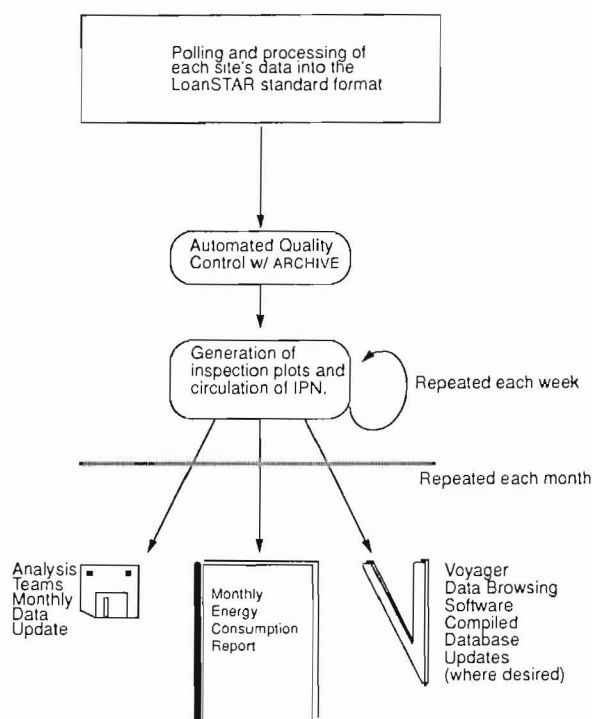 Polling and processing of
each site's data into the
LoanSTAR standard format
Automated Quality
Control w/ ARCHIVE
Generation of
inspection plots and
circulation of IPN.
Repeated each week
Repeated each month
Analysis
Teams
Monthly
Data
Update
Monthly
Energy
Consumption
Report
Voyager
Data Browsing
Software
Compiled
Database
Updates
(where desired)